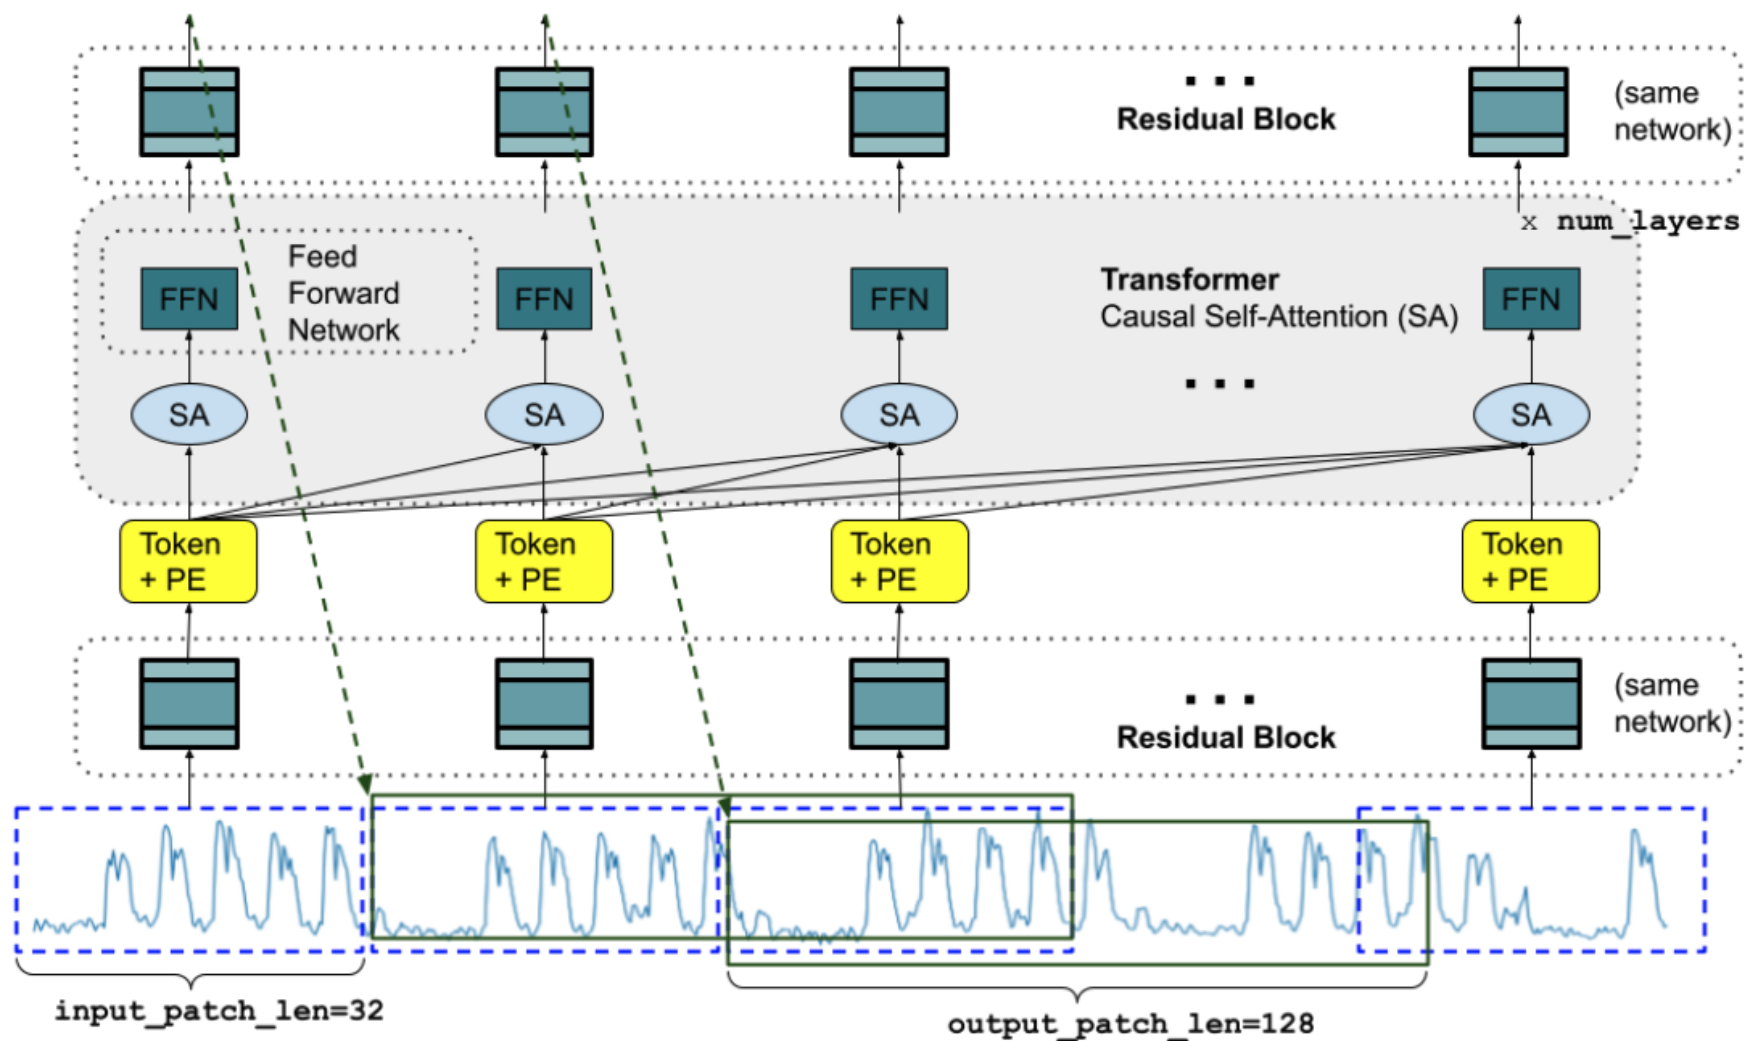 ...
Residual Block
(same
network)
x num_layers
Feed
Forward
Network
FFN
FFN
FFN
Transformer
Causal Self-Attention (SA)
FFN
...
SA
SA
SA
SA
Token
+ PE
Token
+ PE
Token
+ PE
Token
+ PE
...
Residual Block
(same
network)
input_patch_len=32
output_patch_len=128